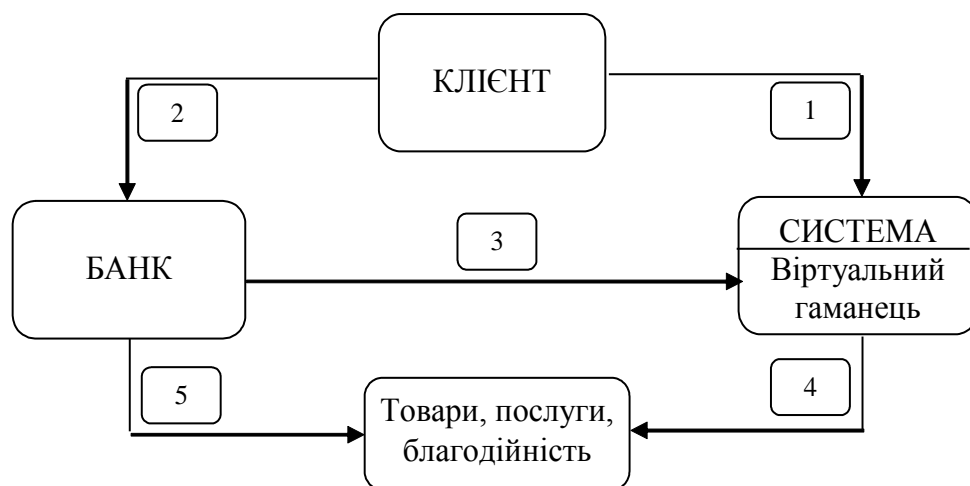 КЛІЄНТ
2
1
БАНК
3
СИСТЕМА
Віртуальний
гаманець
5
4
Товари, послуги,
благодійність